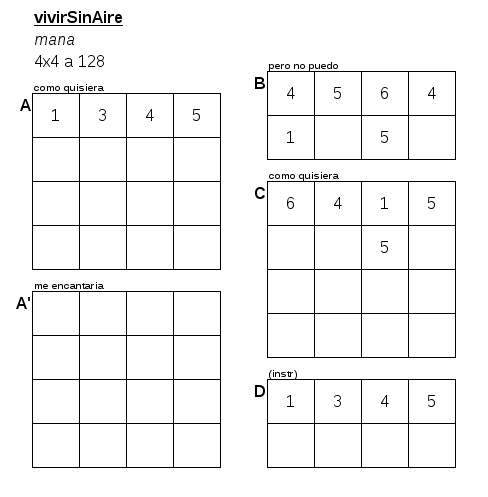 vivirSinAire
mana
4x4 a 128
como quisiera
A
1 3 4 5
me encantaria
A'
pero no puedo
B
4 5 6 4
1 5
como quisiera
C
6 4 1 5
5
(instr)
D
1 3 4 5